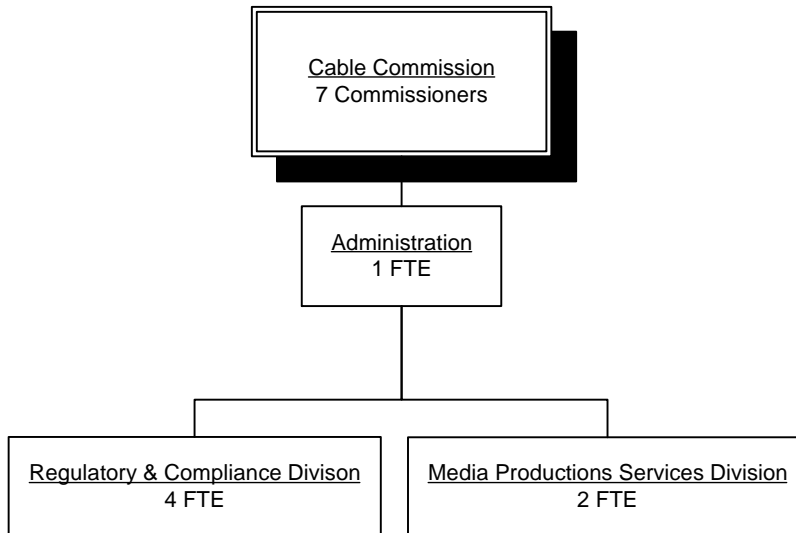 Cable Commission
7 Commissioners
Administration
1 FTE
Regulatory & Compliance Divison
4 FTE
Media Productions Services Division
2 FTE